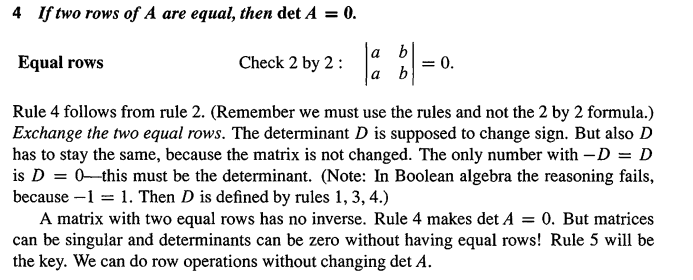 4 If two rows of A are equal, then det A = 0.
Equal rows Check 2 by 2 : |a b| = 0.
|a b|
Rule 4 follows from rule 2. (Remember we must use the rules and not the 2 by 2 formula.)
Exchange the two equal rows. The determinant D is supposed to change sign. But also D
has to stay the same, because the matrix is not changed. The only number with −D = D
is D = 0—this must be the determinant. (Note: In Boolean algebra the reasoning fails,
because −1 = 1. Then D is defined by rules 1, 3, 4.)
A matrix with two equal rows has no inverse. Rule 4 makes det A = 0. But matrices
can be singular and determinants can be zero without having equal rows! Rule 5 will be
the key. We can do row operations without changing det A.